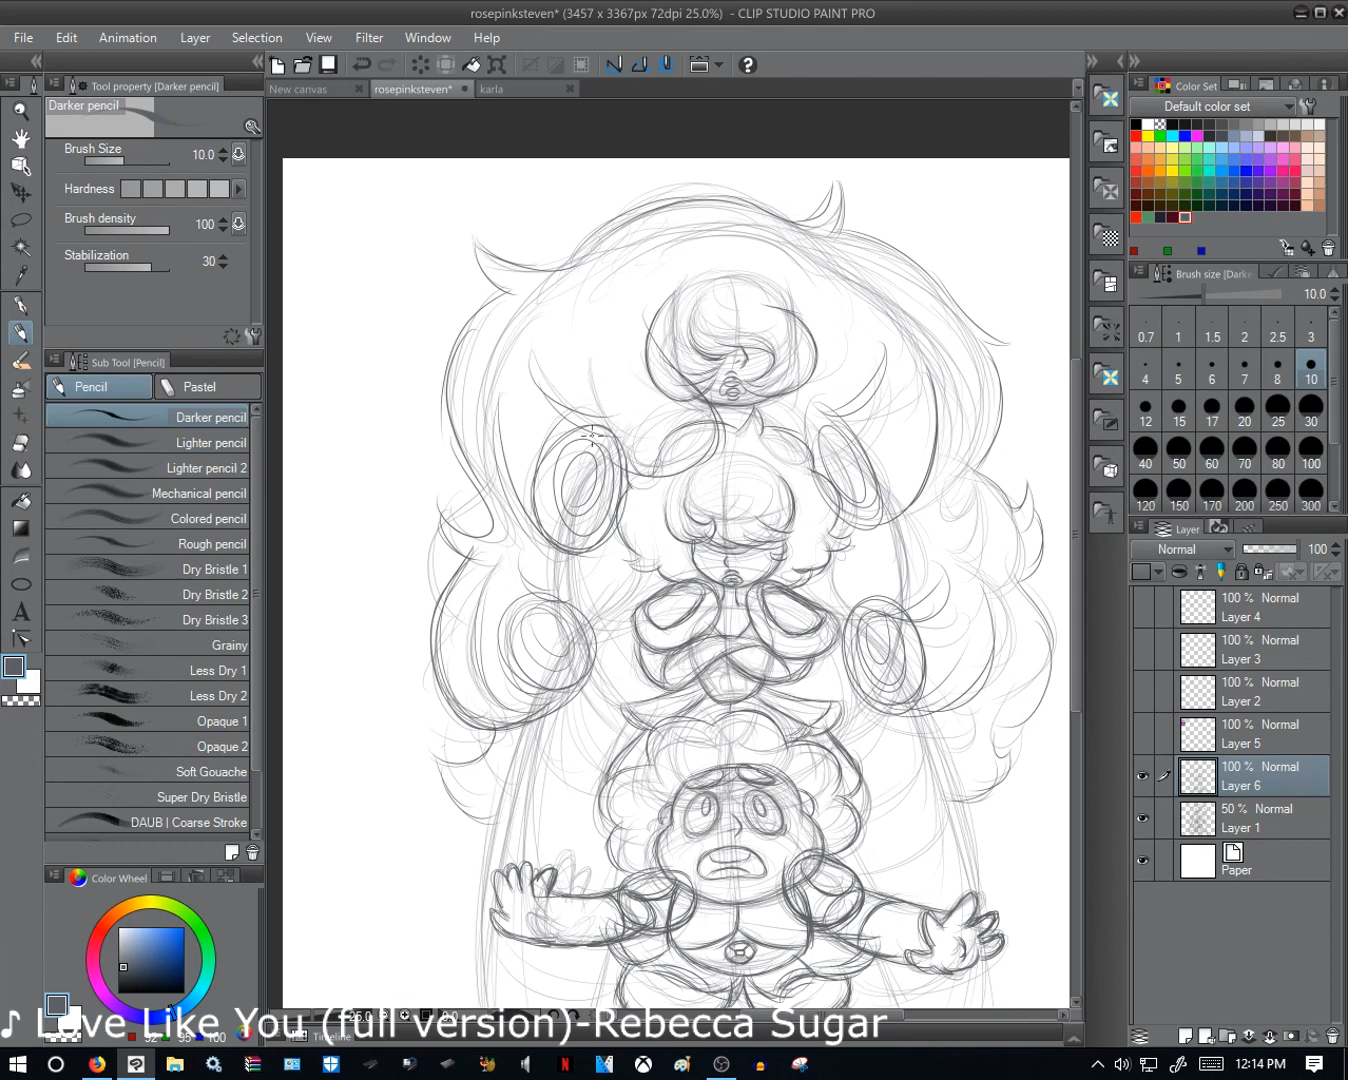 rosepinksteven* (3457 x 3367px 72dpi 25.0%) - CLIP STUDIO PAINT PRO
File Edit Animation Layer Selection View Filter Window Help
Tool property [Darker pencil]
New canvas
rosepinksteven*
karla
Color Set
Darker pencil
Default color set
Brush Size 10.0
Hardness
Brush density 100
Stabilization 30
Brush size [Darke
10.0
0.7 1 1.5 2 2.5 3
4 5 6 7 8 10
12 15 17 20 25 30
40 50 60 70 80 100
120 150 170 200 250 300
Sub Tool [Pencil]
Pencil Pastel
Darker pencil
Lighter pencil
Lighter pencil 2
Mechanical pencil
Colored pencil
Rough pencil
Dry Bristle 1
Dry Bristle 2
Dry Bristle 3
Grainy
Less Dry 1
Less Dry 2
Opaque 1
Opaque 2
Soft Gouache
Super Dry Bristle
DAUB | Coarse Stroke
Layer
Normal 100
100 % Normal
Layer 4
100 % Normal
Layer 3
100 % Normal
Layer 2
100 % Normal
Layer 5
100 % Normal
Layer 6
50 % Normal
Layer 1
Paper
Color Wheel
♪ Love Like You (full version)-Rebecca Sugar
92 95 100
Timeline
12:14 PM